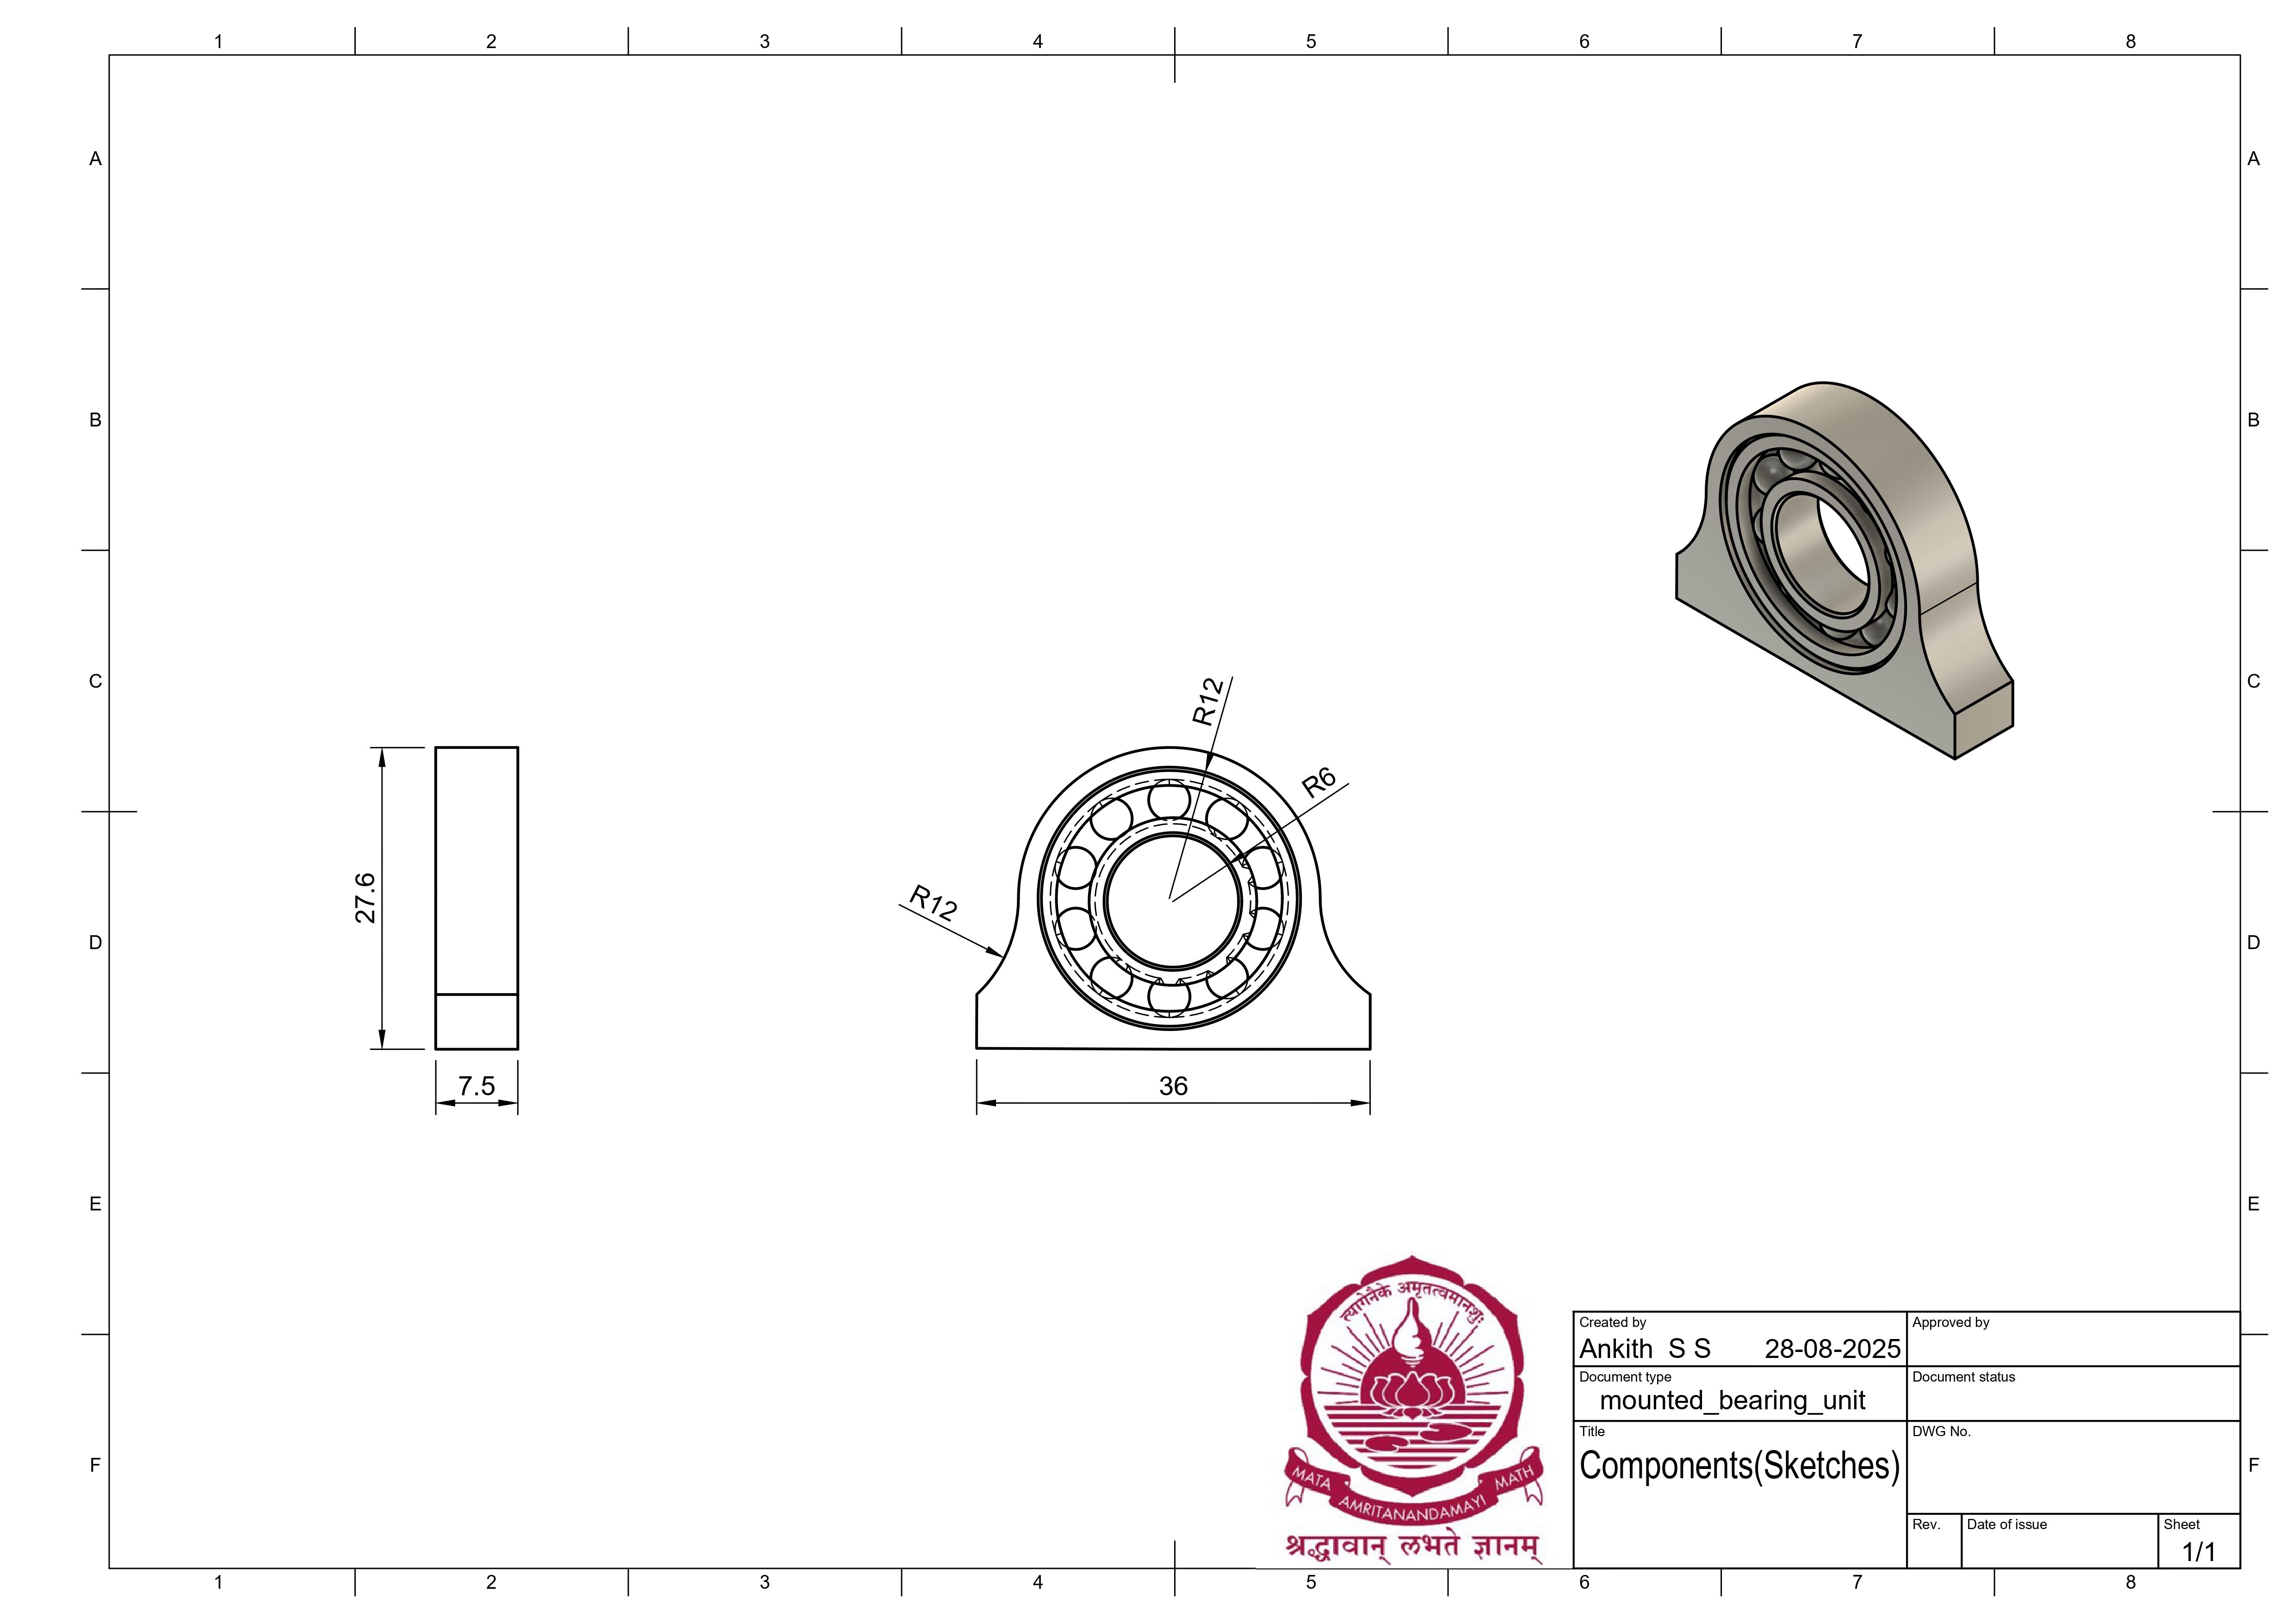 1 2 3 4 5 6 7 8
A A
B B
C C
D D
E E
F F
R12
R6
R12
27.6
7.5
36
त्यागेनैके अमृतत्वमानशुः
MATA AMRITANANDAMAYI MATH
श्रद्धावान् लभते ज्ञानम्
Created by
Ankith S S 28-08-2025
Approved by
Document type
mounted_bearing_unit
Document status
Title
Components(Sketches)
DWG No.
Rev. Date of issue Sheet
1/1
1 2 3 4 5 6 7 8